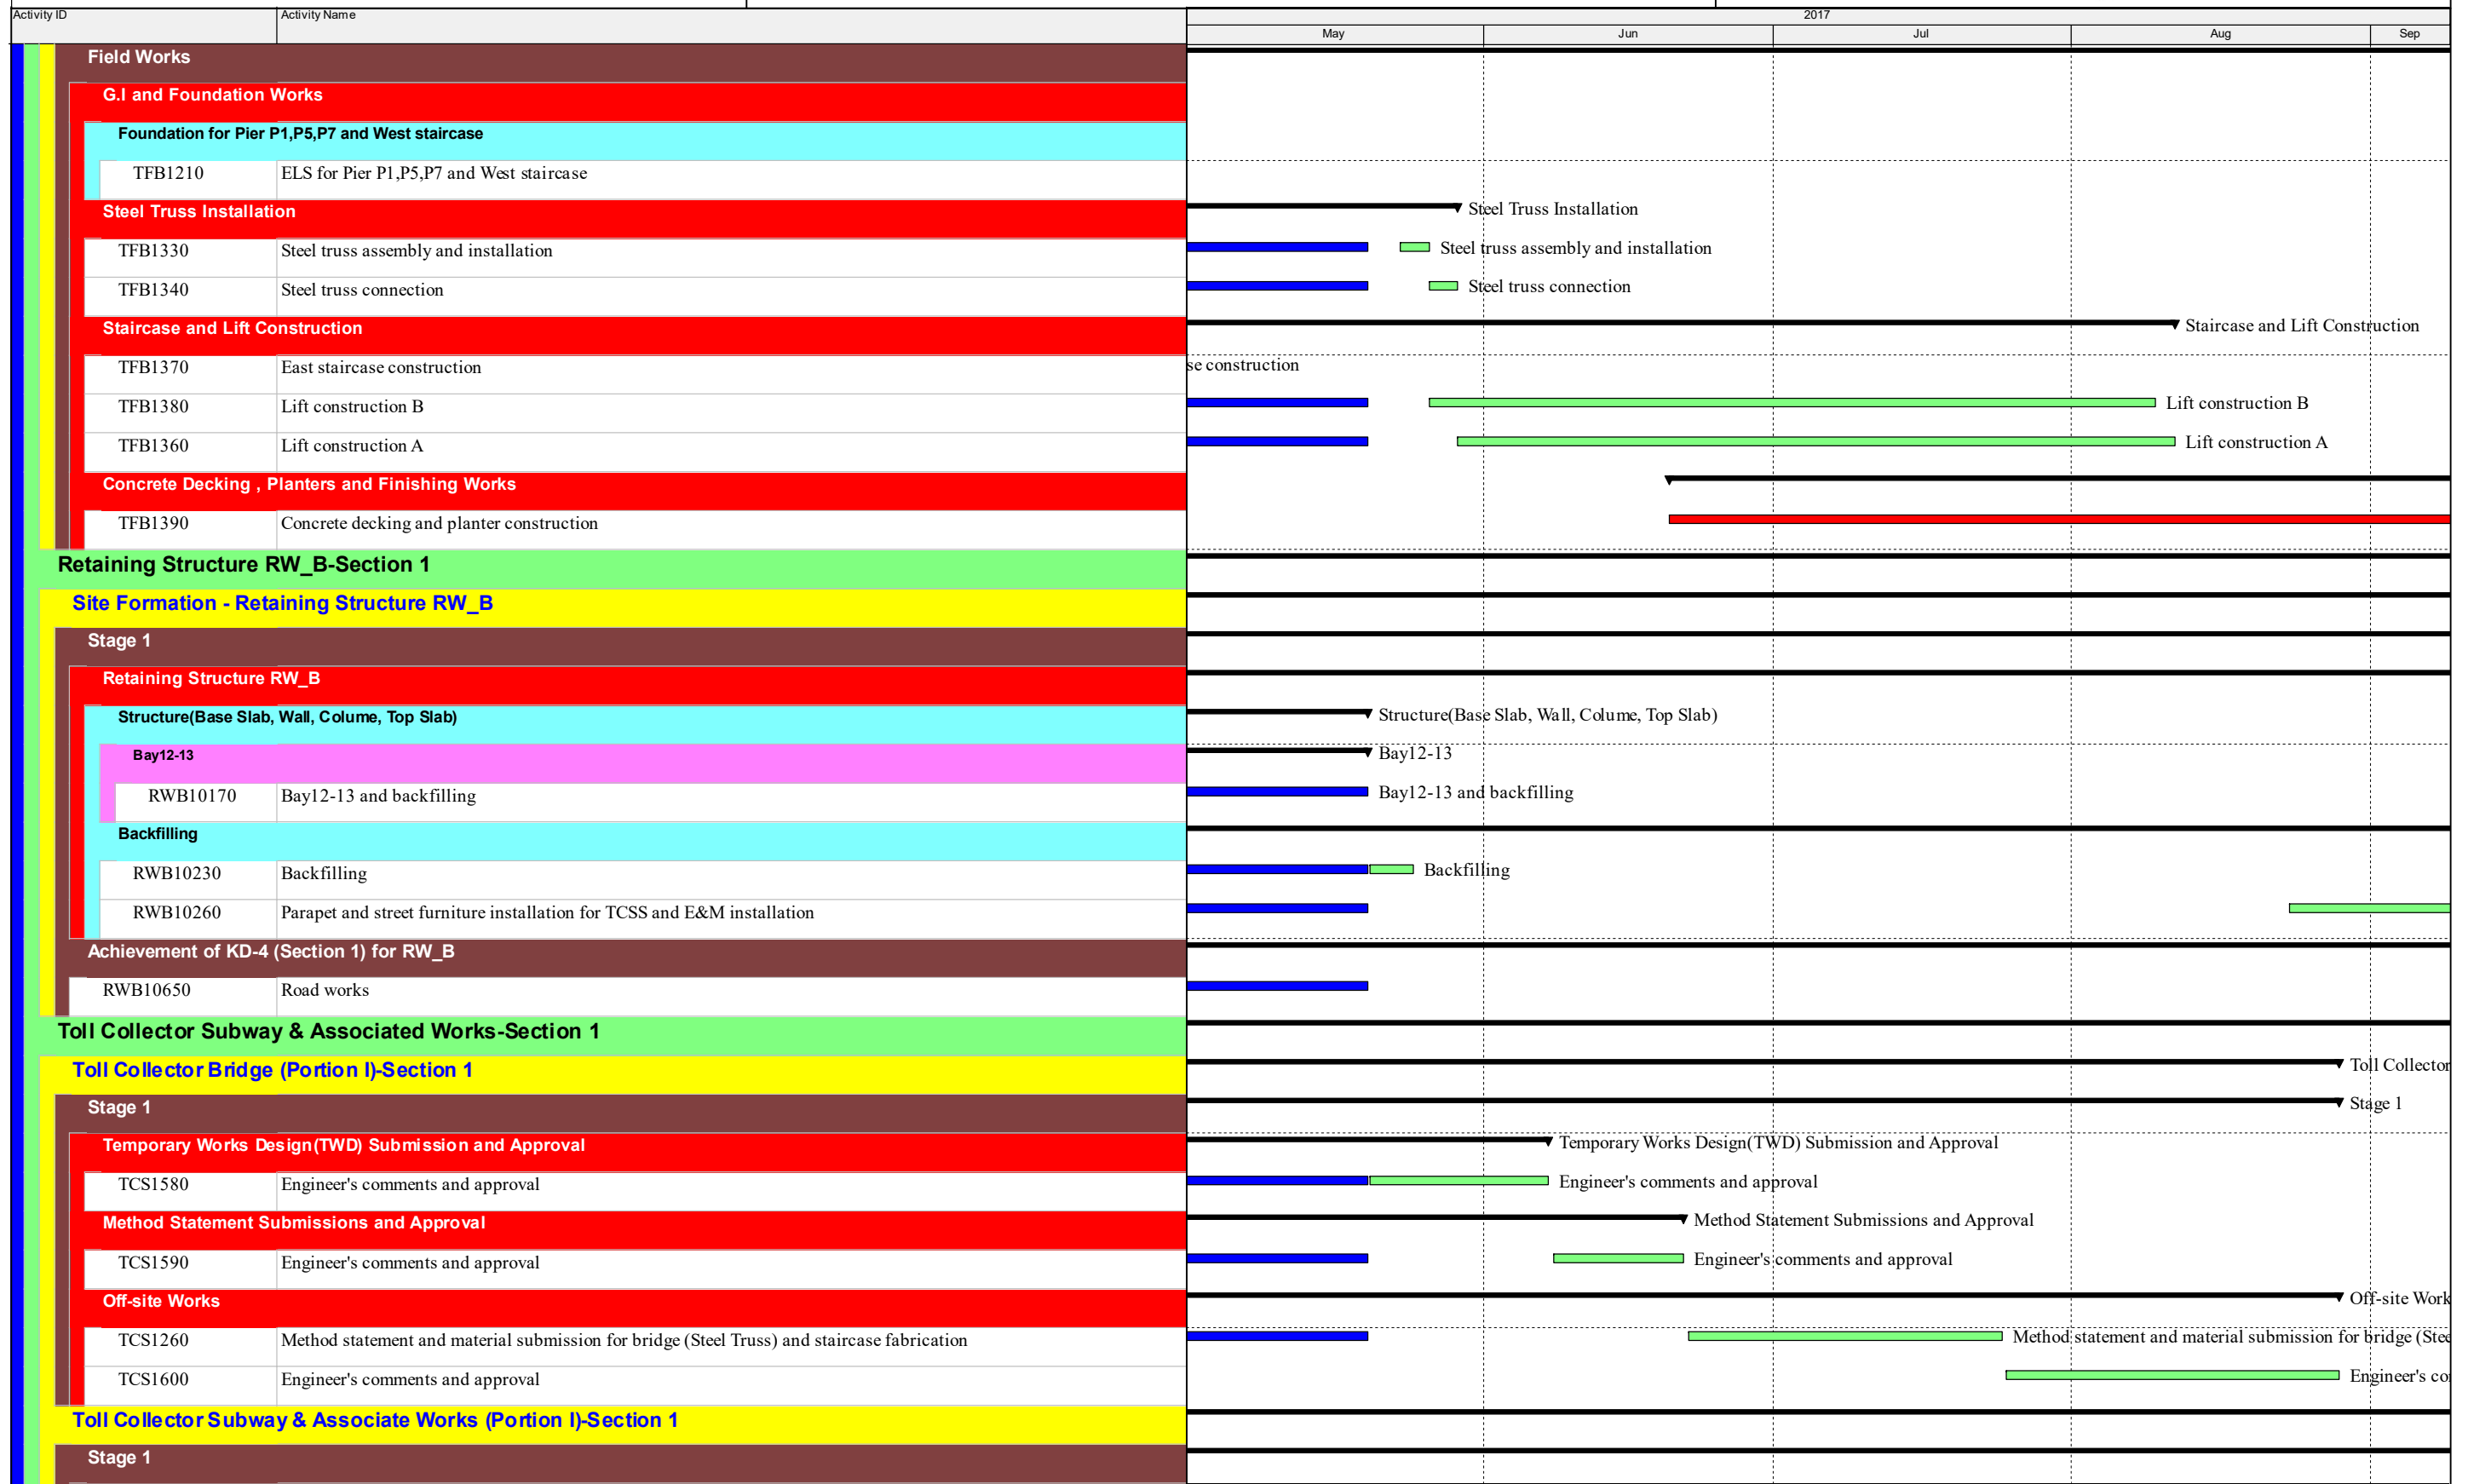 Activity ID Activity Name 2017
May Jun Jul Aug Sep
Field Works
G.I and Foundation Works
Foundation for Pier P1,P5,P7 and West staircase
TFB1210 ELS for Pier P1,P5,P7 and West staircase
Steel Truss Installation Steel Truss Installation
TFB1330 Steel truss assembly and installation Steel truss assembly and installation
TFB1340 Steel truss connection Steel truss connection
Staircase and Lift Construction Staircase and Lift Construction
TFB1370 East staircase construction se construction
TFB1380 Lift construction B Lift construction B
TFB1360 Lift construction A Lift construction A
Concrete Decking , Planters and Finishing Works
TFB1390 Concrete decking and planter construction
Retaining Structure RW_B-Section 1
Site Formation - Retaining Structure RW_B
Stage 1
Retaining Structure RW_B
Structure(Base Slab, Wall, Colume, Top Slab) Structure(Base Slab, Wall, Colume, Top Slab)
Bay12-13 Bay12-13
RWB10170 Bay12-13 and backfilling Bay12-13 and backfilling
Backfilling
RWB10230 Backfilling Backfilling
RWB10260 Parapet and street furniture installation for TCSS and E&M installation
Achievement of KD-4 (Section 1) for RW_B
RWB10650 Road works
Toll Collector Subway & Associated Works-Section 1
Toll Collector Bridge (Portion I)-Section 1 Toll Collector
Stage 1 Stage 1
Temporary Works Design(TWD) Submission and Approval Temporary Works Design(TWD) Submission and Approval
TCS1580 Engineer's comments and approval Engineer's comments and approval
Method Statement Submissions and Approval Method Statement Submissions and Approval
TCS1590 Engineer's comments and approval Engineer's comments and approval
Off-site Works Off-site Work
TCS1260 Method statement and material submission for bridge (Steel Truss) and staircase fabrication Method statement and material submission for bridge (Stee
TCS1600 Engineer's comments and approval Engineer's co
Toll Collector Subway & Associate Works (Portion I)-Section 1
Stage 1